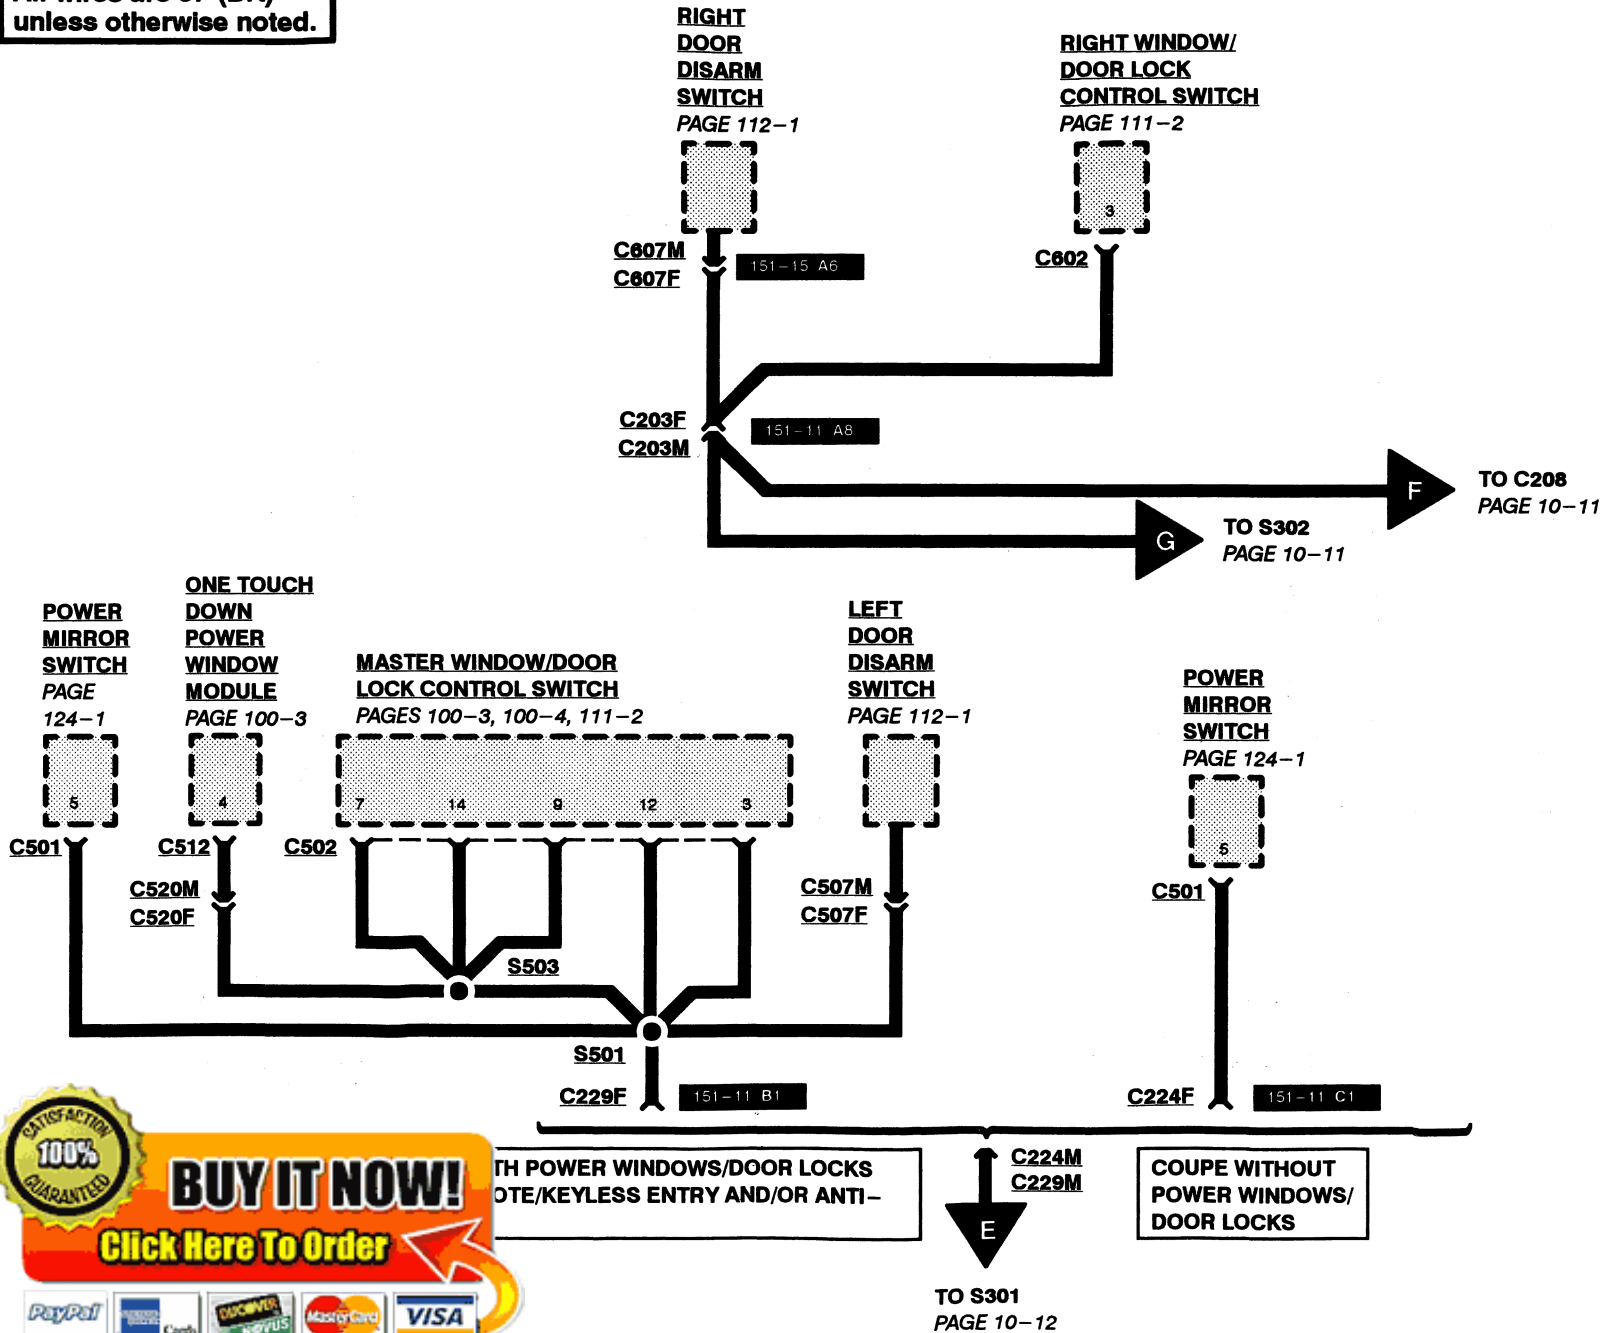 unless otherwise noted.
RIGHT
DOOR
DISARM
SWITCH
PAGE 112-1
RIGHT WINDOW/
DOOR LOCK
CONTROL SWITCH
PAGE 111-2
3
C607M
C607F
151-15 A6
C602
C203F
C203M
151-11 A8
F
TO C208
PAGE 10-11
G
TO S302
PAGE 10-11
POWER
MIRROR
SWITCH
PAGE
124-1
ONE TOUCH
DOWN
POWER
WINDOW
MODULE
PAGE 100-3
MASTER WINDOW/DOOR
LOCK CONTROL SWITCH
PAGES 100-3, 100-4, 111-2
LEFT
DOOR
DISARM
SWITCH
PAGE 112-1
POWER
MIRROR
SWITCH
PAGE 124-1
5
4
7 14 9 12 3
5
C501
C512
C502
C520M
C520F
C507M
C507F
C501
S503
S501
C229F
151-11 B1
C224F
151-11 C1
TH POWER WINDOWS/DOOR LOCKS
OTE/KEYLESS ENTRY AND/OR ANTI-
C224M
C229M
E
TO S301
PAGE 10-12
COUPE WITHOUT
POWER WINDOWS/
DOOR LOCKS
SATISFACTION
100%
GUARANTEED
BUY IT NOW!
Click Here To Order
PayPal
Cards
DISCOVER
NOVUS
MasterCard
VISA